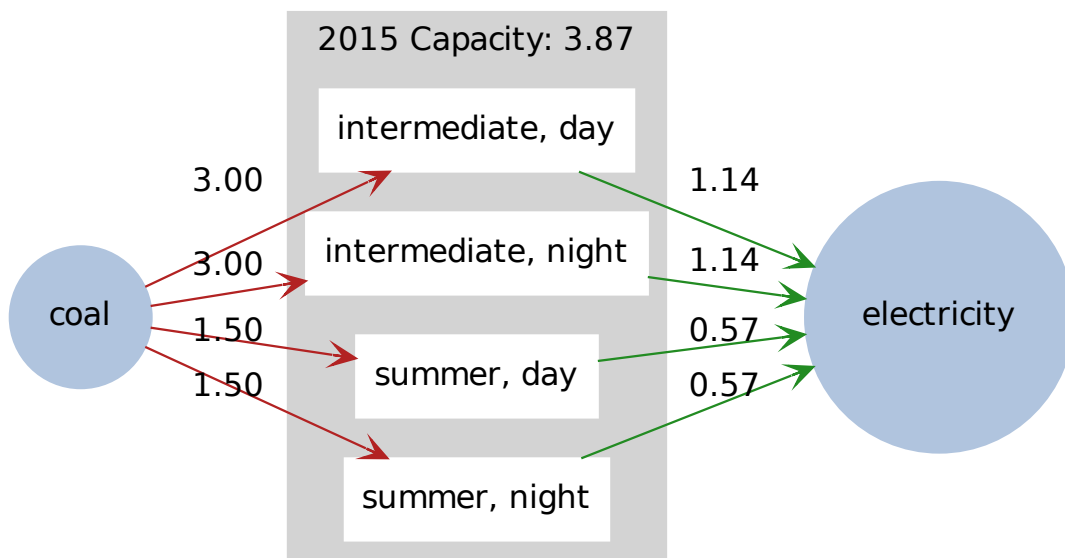 2015 Capacity: 3.87
intermediate, day
3.00
1.14
intermediate, night
3.00
1.14
coal
electricity
1.50
0.57
summer, day
1.50
0.57
summer, night